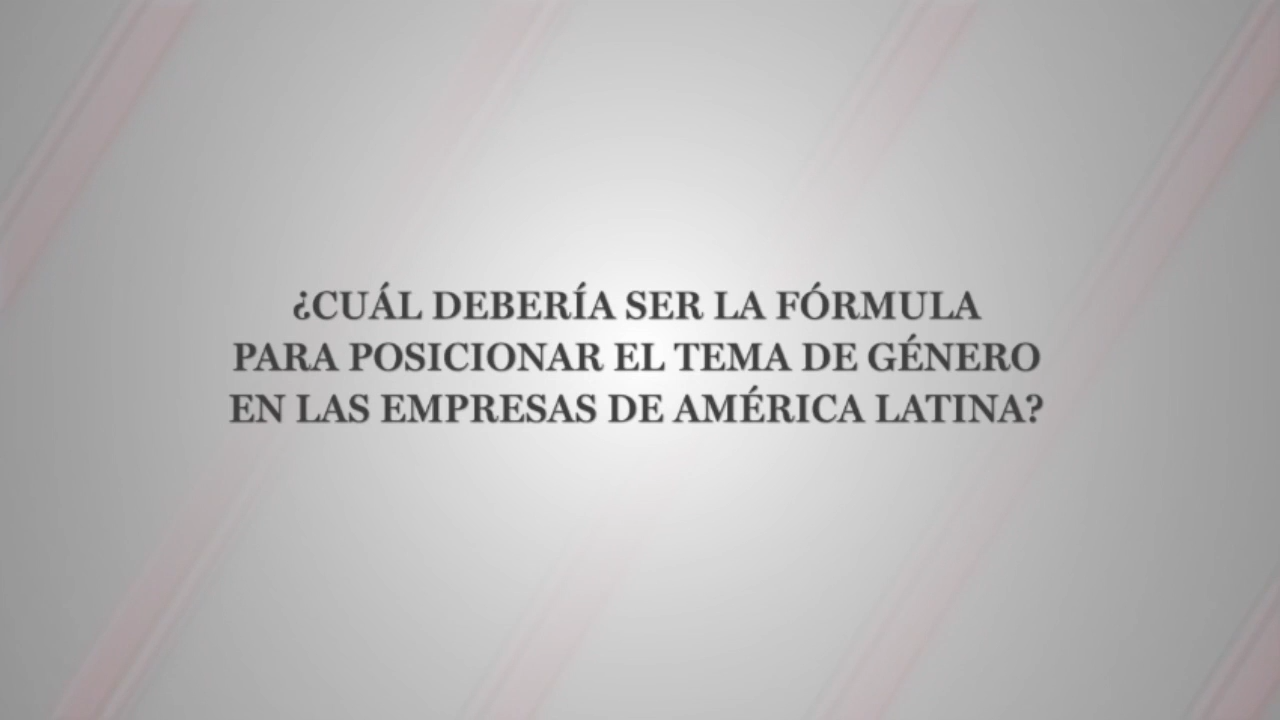 ¿CUÁL DEBERÍA SER LA FÓRMULA
PARA POSICIONAR EL TEMA DE GÉNERO
EN LAS EMPRESAS DE AMÉRICA LATINA?